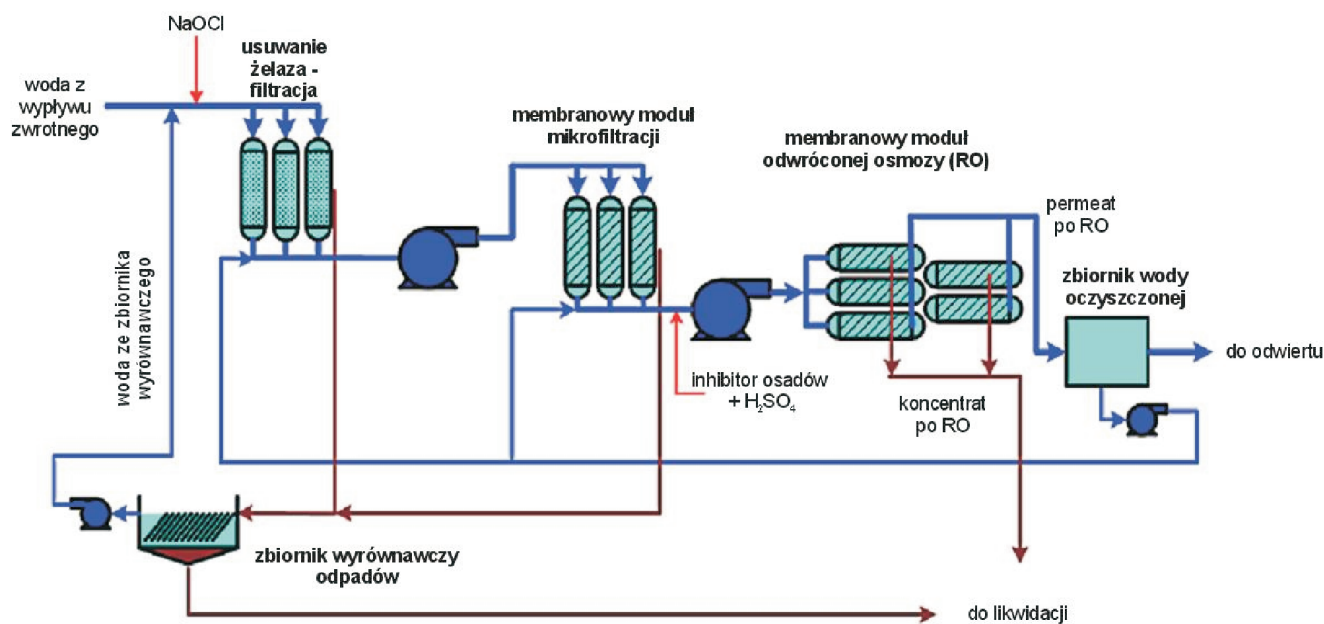 NaOCl
usuwanie
żelaza -
filtracja
woda z
wypływu
zwrotnego
membranowy moduł
mikrofiltracji
membranowy moduł
odwróconej osmozy (RO)
permeat
po RO
zbiornik wody
oczyszczonej
do odwiertu
woda ze zbiornika
wyrównawczego
inhibitor osadów
+ H₂SO₄
koncentrat
po RO
zbiornik wyrównawczy
odpadów
do likwidacji